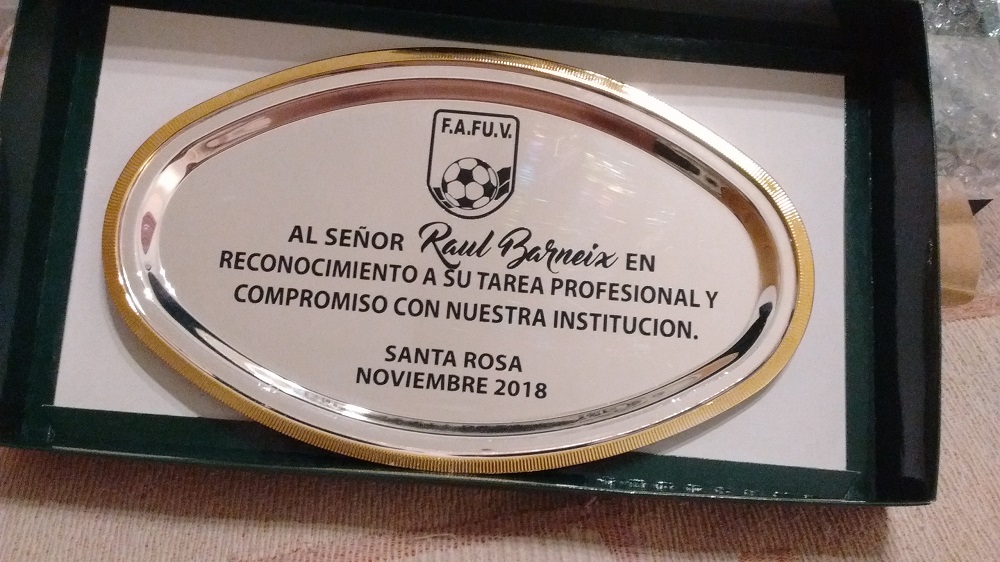 F.A.FU.V.
AL SEÑOR Raul Barneix EN
RECONOCIMIENTO A SU TAREA PROFESIONAL Y
COMPROMISO CON NUESTRA INSTITUCION.
SANTA ROSA
NOVIEMBRE 2018